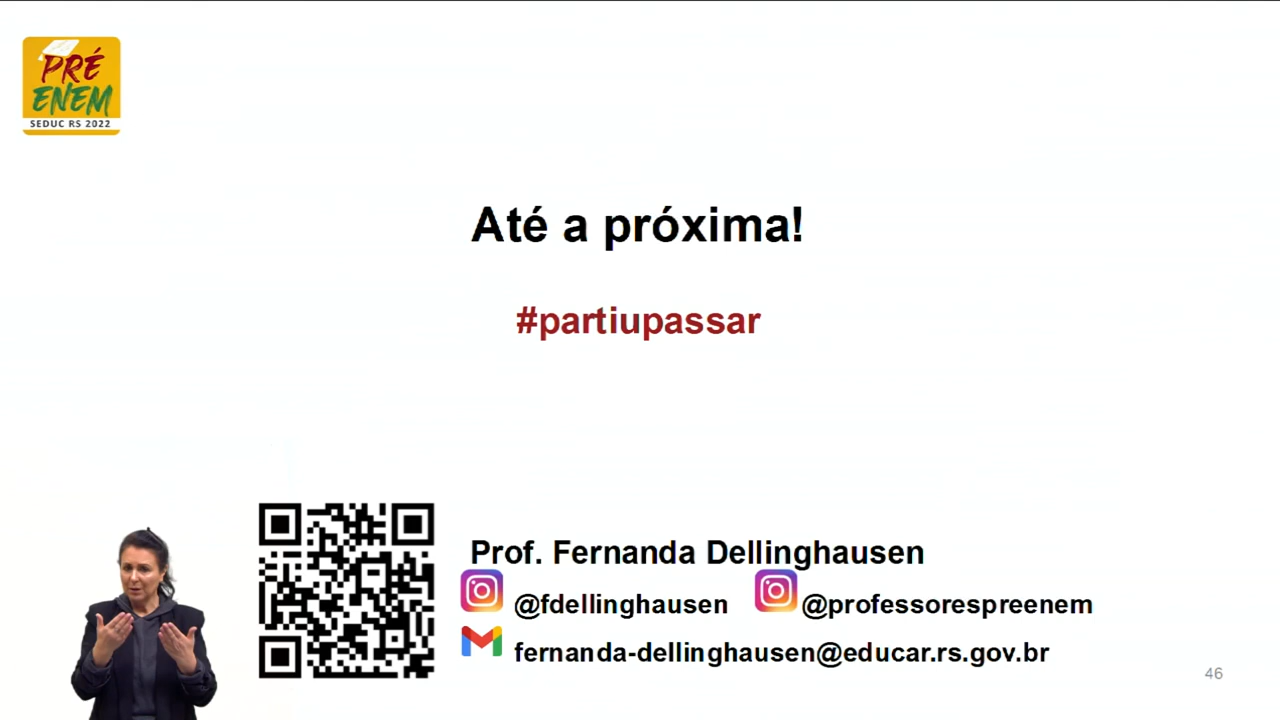 PRÉ
ENEM
SEDUC RS 2022
Até a próxima!
#partiupassar
Prof. Fernanda Dellinghausen
@fdellinghausen @professorespreenem
fernanda-dellinghausen@educar.rs.gov.br
46